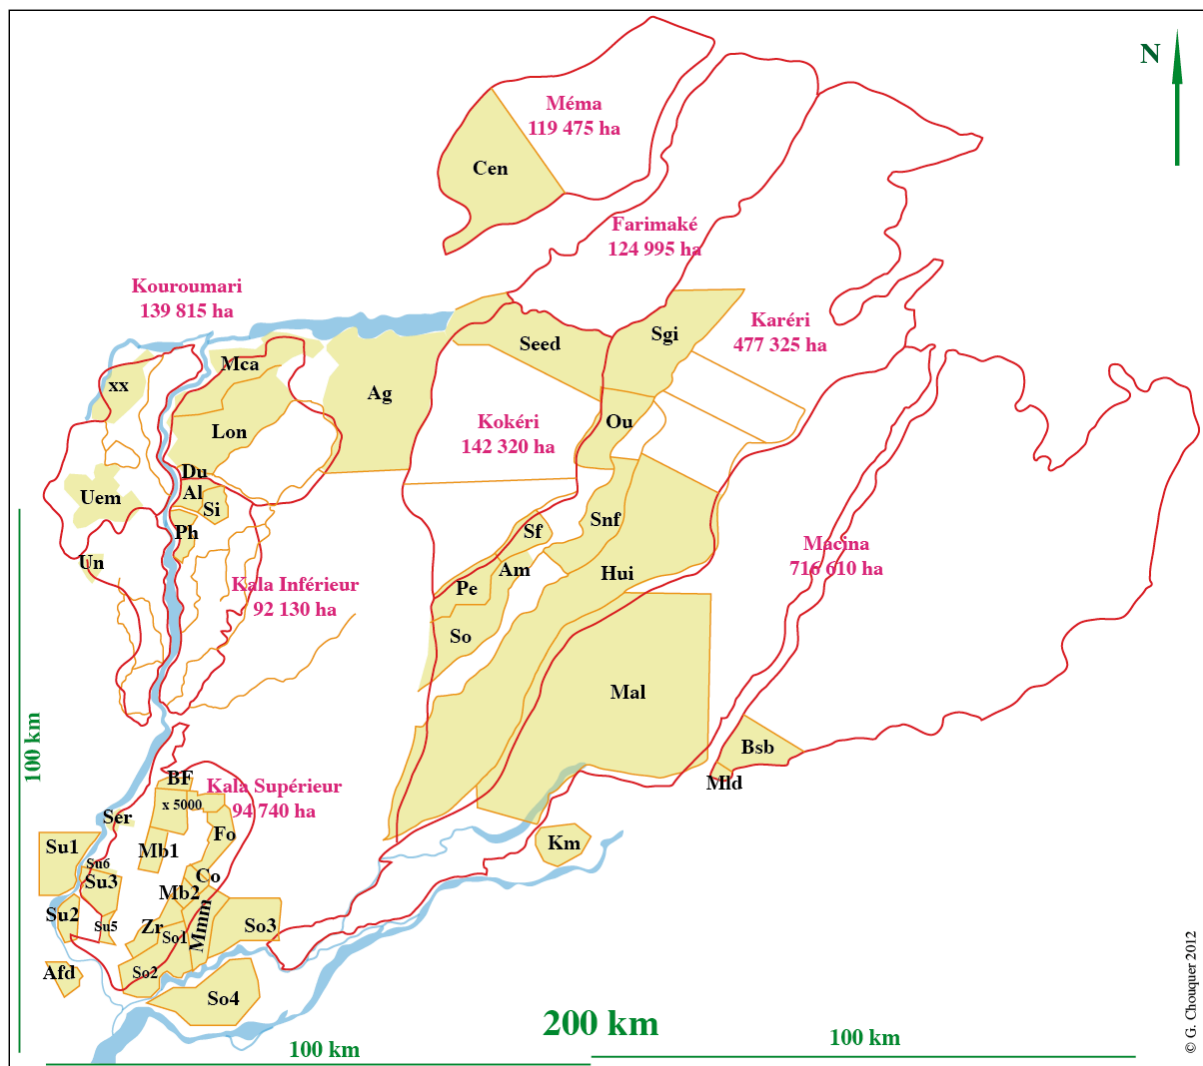 N
Méma
119 475 ha
Cen
Farimaké
124 995 ha
Kouroumari
139 815 ha
Karéri
477 325 ha
Sgi
Seed
Mca
xx
Ag
Kokéri
142 320 ha
Ou
Lon
Du
Al
Si
Uem
Ph
Sf
Snf
Macina
716 610 ha
Un
Am
Hui
Pe
Kala Inférieur
92 130 ha
So
Mal
Bsb
Mld
100 km
BF
Kala Supérieur
94 740 ha
x 5000
Ser
Fo
Su1
Mb1
Km
Su6
Su3
Co
Mb2
Su2
Su5
Zr
So1
Mmm
So3
Afd
So2
So4
200 km
100 km
100 km
© G. Chouquer 2012